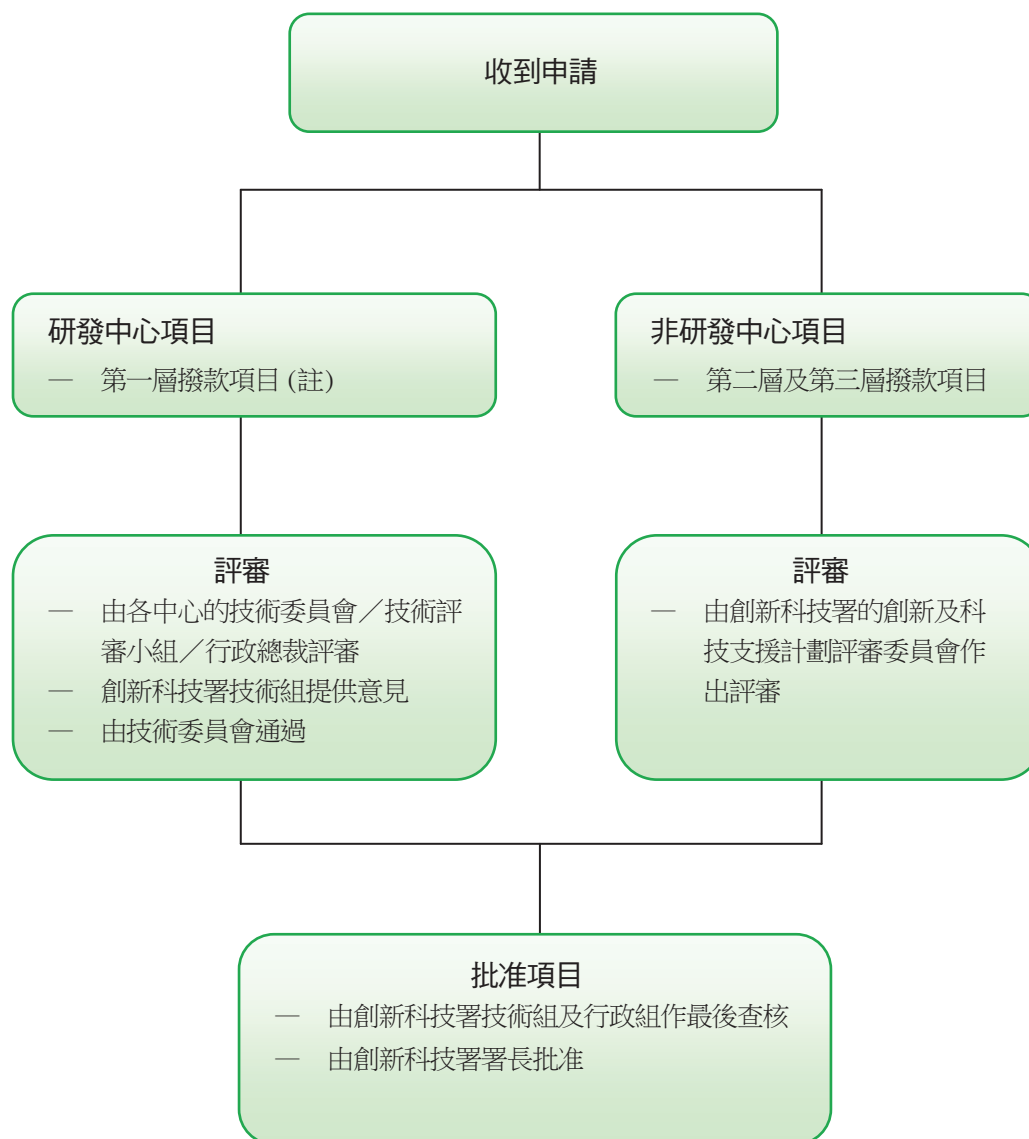 收到申請
研發中心項目
— 第一層撥款項目 (註)
非研發中心項目
— 第二層及第三層撥款項目
評審
— 由各中心的技術委員會／技術評
審小組／行政總裁評審
— 創新科技署技術組提供意見
— 由技術委員會通過
評審
— 由創新科技署的創新及科
技支援計劃評審委員會作
出評審
批准項目
— 由創新科技署技術組及行政組作最後查核
— 由創新科技署署長批准